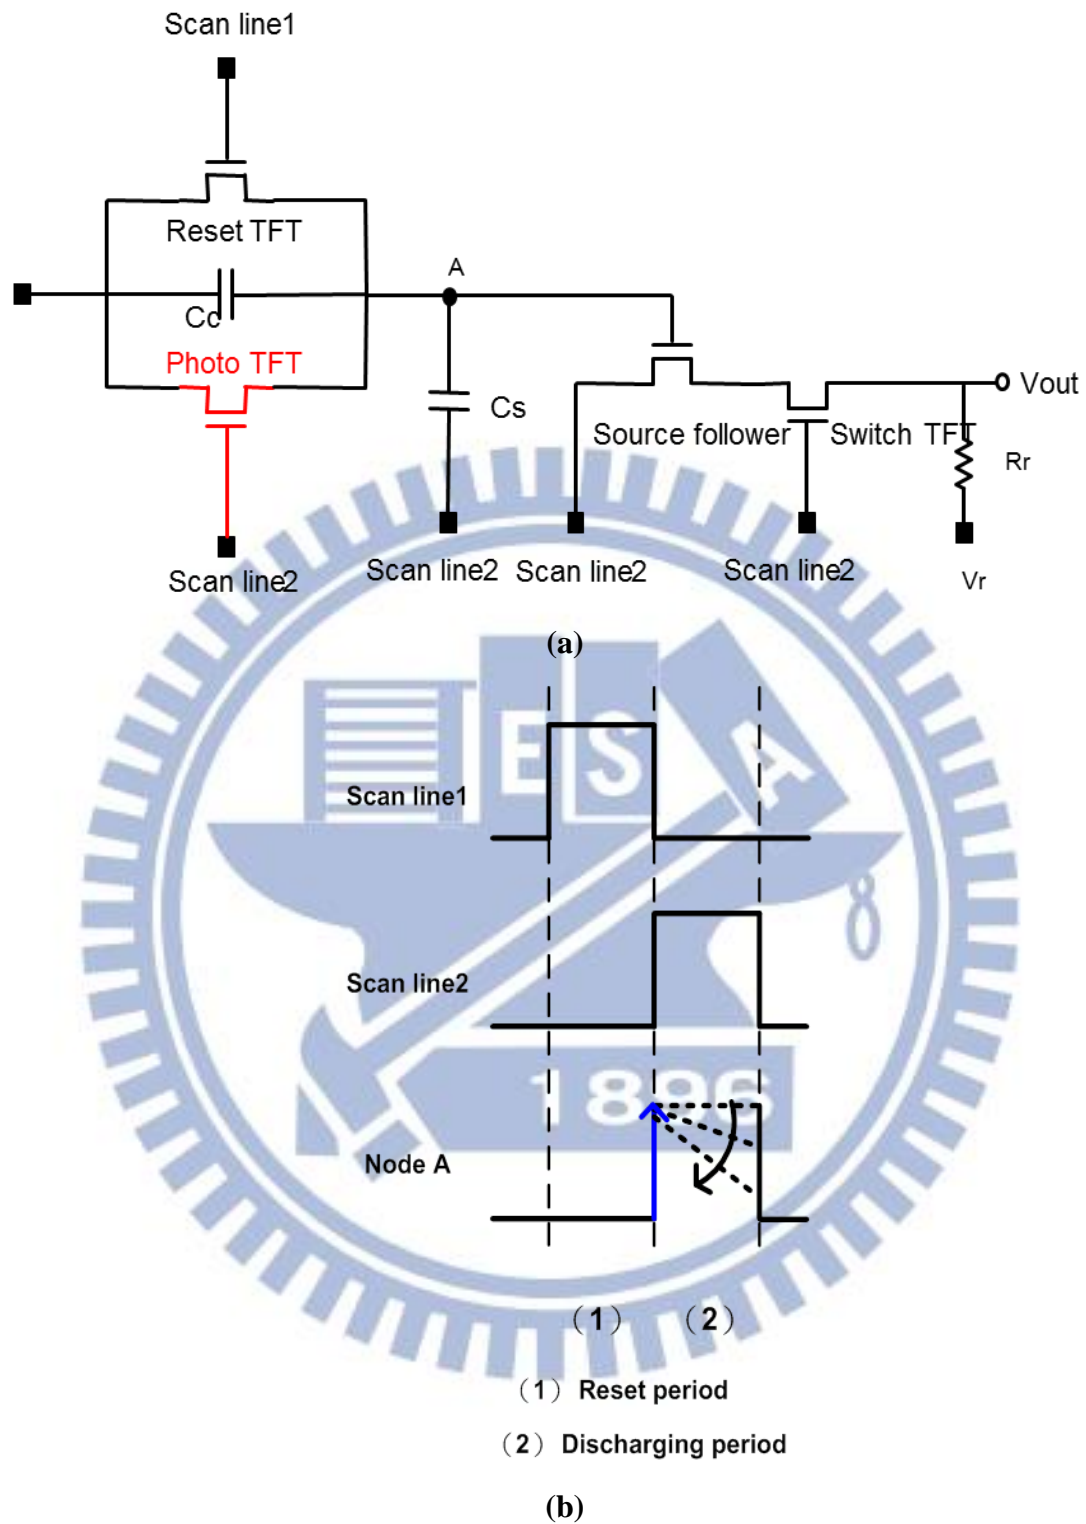 Scan line1
Reset TFT
A
Cc
Photo TFT
Cs
Vout
Source follower
Switch TFT
Rr
Scan line2
Scan line2
Scan line2
Scan line2
Vr
(a)
E S A
Scan line1
Scan line2
1896
Node A
(1)
(2)
(1) Reset period
(2) Discharging period
(b)